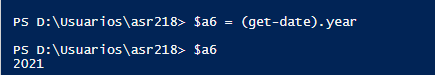 PS D:\Usuarios\asr218> $a6 = (get-date).year
PS D:\Usuarios\asr218> $a6
2021